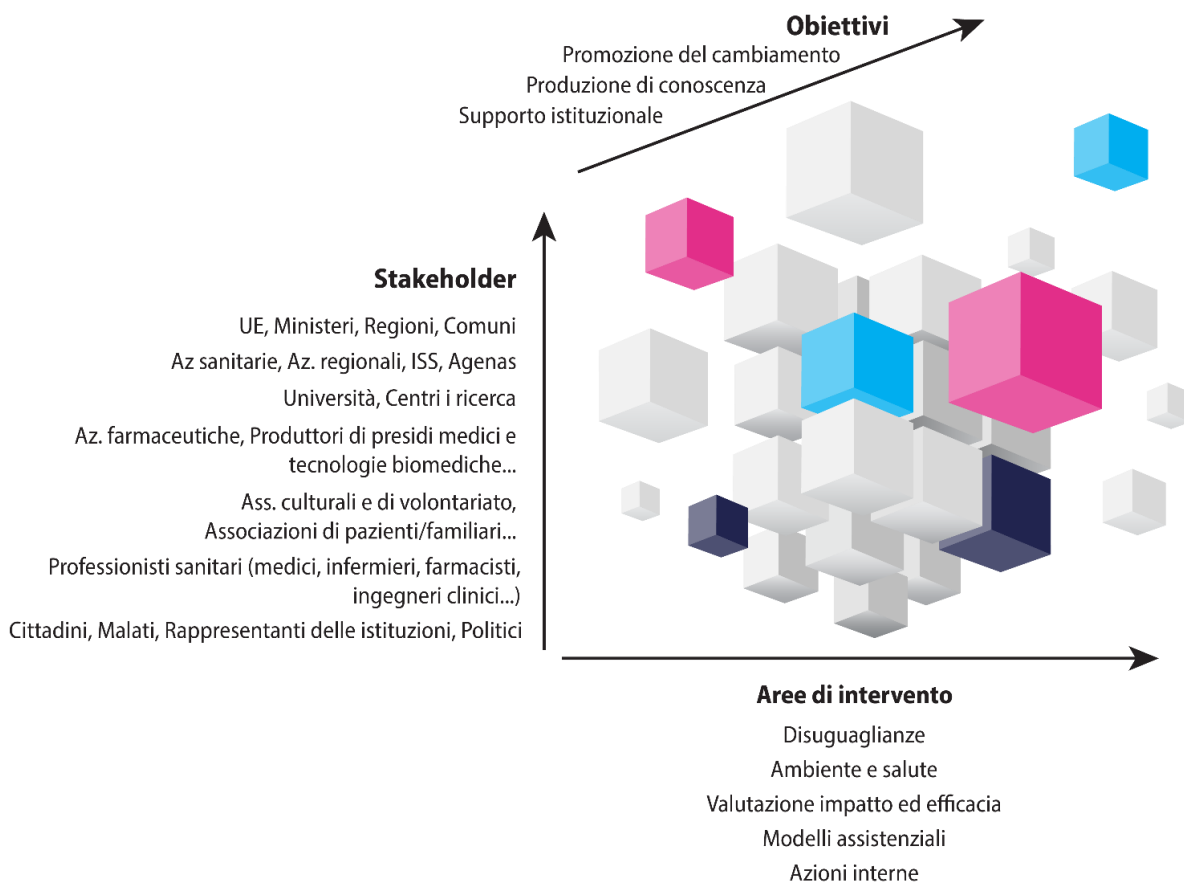 Obiettivi
Promozione del cambiamento
Produzione di conoscenza
Supporto istituzionale
Stakeholder
UE, Ministeri, Regioni, Comuni
Az sanitarie, Az. regionali, ISS, Agenas
Università, Centri i ricerca
Az. farmaceutiche, Produttori di presidi medici e
tecnologie biomediche...
Ass. culturali e di volontariato,
Associazioni di pazienti/familiari...
Professionisti sanitari (medici, infermieri, farmacisti,
ingegneri clinici...)
Cittadini, Malati, Rappresentanti delle istituzioni, Politici
Aree di intervento
Disuguaglianze
Ambiente e salute
Valutazione impatto ed efficacia
Modelli assistenziali
Azioni interne